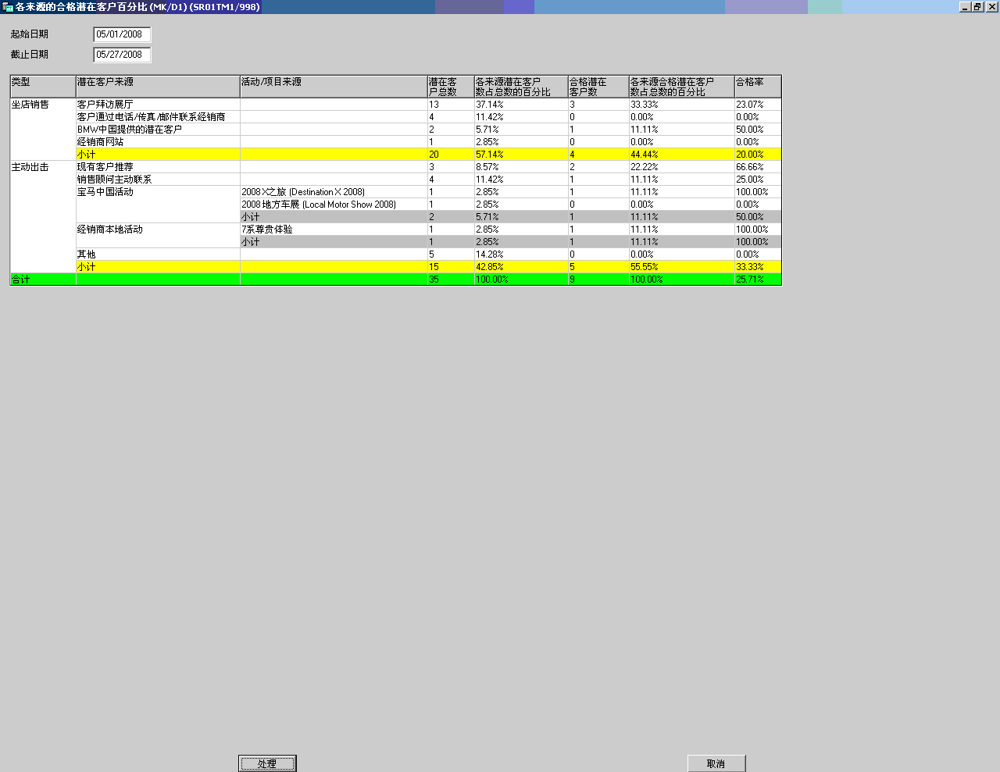 各来源的合格潜在客户百分比 (MK/D1) (SR01TM1/998)
起始日期 05/01/2008
截止日期 05/27/2008
类型 潜在客户来源 活动/项目来源 潜在客户总数 各来源潜在客户数占总数的百分比 合格潜在客户数 各来源合格潜在客户数占总数的百分比 合格率
坐店销售 客户拜访展厅 13 37.14% 3 33.33% 23.07%
客户通过电话/传真/邮件联系经销商 4 11.42% 0 0.00% 0.00%
BMW中国提供的潜在客户 2 5.71% 1 11.11% 50.00%
经销商网站 1 2.85% 0 0.00% 0.00%
小计 20 57.14% 4 44.44% 20.00%
主动出击 现有客户推荐 3 8.57% 2 22.22% 66.66%
销售顾问主动联系 4 11.42% 1 11.11% 25.00%
宝马中国活动 2008 X之旅 (Destination X 2008) 1 2.85% 1 11.11% 100.00%
2008 地方车展 (Local Motor Show 2008) 1 2.85% 0 0.00% 0.00%
小计 2 5.71% 1 11.11% 50.00%
经销商本地活动 7系尊贵体验 1 2.85% 1 11.11% 100.00%
小计 1 2.85% 1 11.11% 100.00%
其他 5 14.28% 0 0.00% 0.00%
小计 15 42.85% 5 55.55% 33.33%
合计 35 100.00% 9 100.00% 25.71%
处理 取消